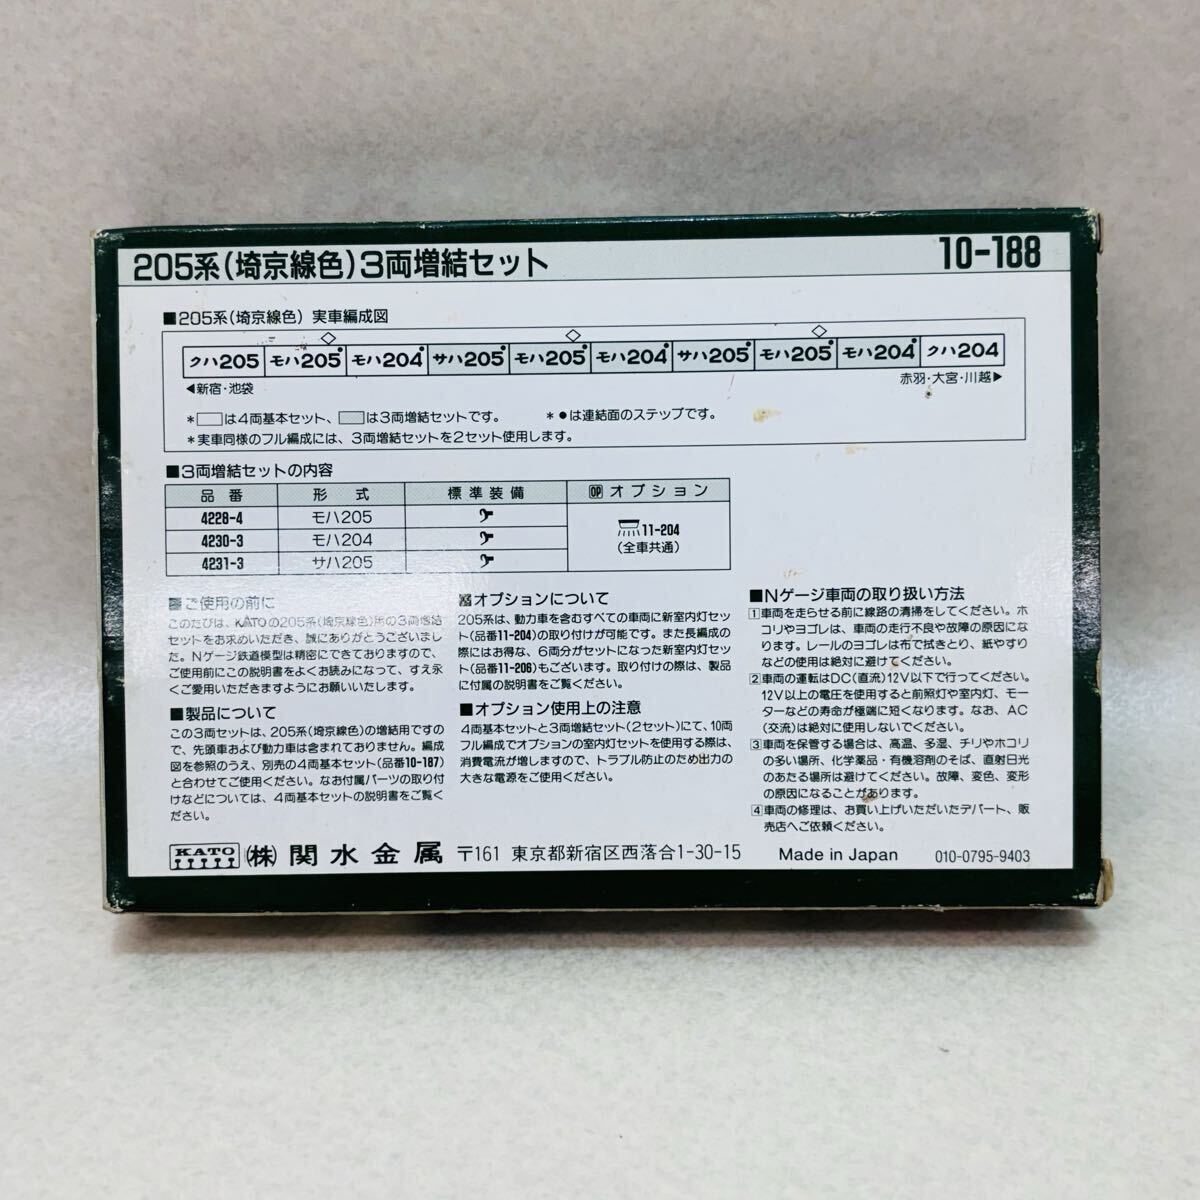 205系(埼京線色)3両増結セット
10-188
■205系(埼京線色) 実車編成図
クハ205 モハ205 モハ204 サハ205 モハ205 モハ204 サハ205 モハ205 モハ204 クハ204
◀新宿・池袋
赤羽・大宮・川越▶
*□は4両基本セット、□は3両増結セットです。 *●は連結面のステップです。
*実車同様のフル編成には、3両増結セットを2セット使用します。
■3両増結セットの内容
品番 形式 標準装備 OPオプション
4228-4 モハ205
4230-3 モハ204
4231-3 サハ205
11-204
(全車共通)
■ご使用の前に
このたびは、KATOの205系(埼京線色)用の3両増結
セットをお求めいただき、誠にありがとうございまし
た。Nゲージ鉄道模型は精密にできておりますので、
ご使用前にこの説明書をよくお読みになって、すえ永
くご愛用いただきますようにお願いいたします。
■製品について
この3両セットは、205系(埼京線色)の増結用ですの
で、先頭車および動力車は含まれておりません。編成
図を参照のうえ、別売の4両基本セット(品番10-187)
と合わせてご使用ください。なお付属パーツの取り付
けなどについては、4両基本セットの説明書をご覧く
ださい。
OPオプションについて
205系は、動力車を含むすべての車両に新室内灯セッ
ト(品番11-204)の取り付けが可能です。また長編成の
際にはお得な、6両分がセットになった新室内灯セッ
ト(品番11-206)もございます。取り付けの際は、製品
に付属の説明書をご覧ください。
■オプション使用上の注意
4両基本セットと3両増結セット(2セット)にて、10両
フル編成でオプションの室内灯セットを使用する際は、
消費電流が増しますので、トラブル防止のため出力の
大きな電源をご使用ください。
■Nゲージ車両の取り扱い方法
1車両を走らせる前に線路の清掃をしてください。ホ
コリやヨゴレは、車両の走行不良や故障の原因にな
ります。レールのヨゴレは布で拭きとり、紙やすり
などの使用は絶対に避けてください。
2車両の運転はDC(直流)12V以下で行ってください。
12V以上の電圧を使用すると前照灯や室内灯、モー
ターなどの寿命が極端に短くなります。なお、AC
(交流)は絶対に使用しないでください。
3車両を保管する場合は、高温、多湿、チリやホコリ
の多い場所、化学薬品・有機溶剤のそば、直射日光
のあたる場所は避けてください。故障、変色、変形
の原因になることがあります。
4車両の修理は、お買い上げいただいたデパート、販
売店へご依頼ください。
KATO (株)関水金属 〒161 東京都新宿区西落合1-30-15 Made in Japan 010-0795-9403